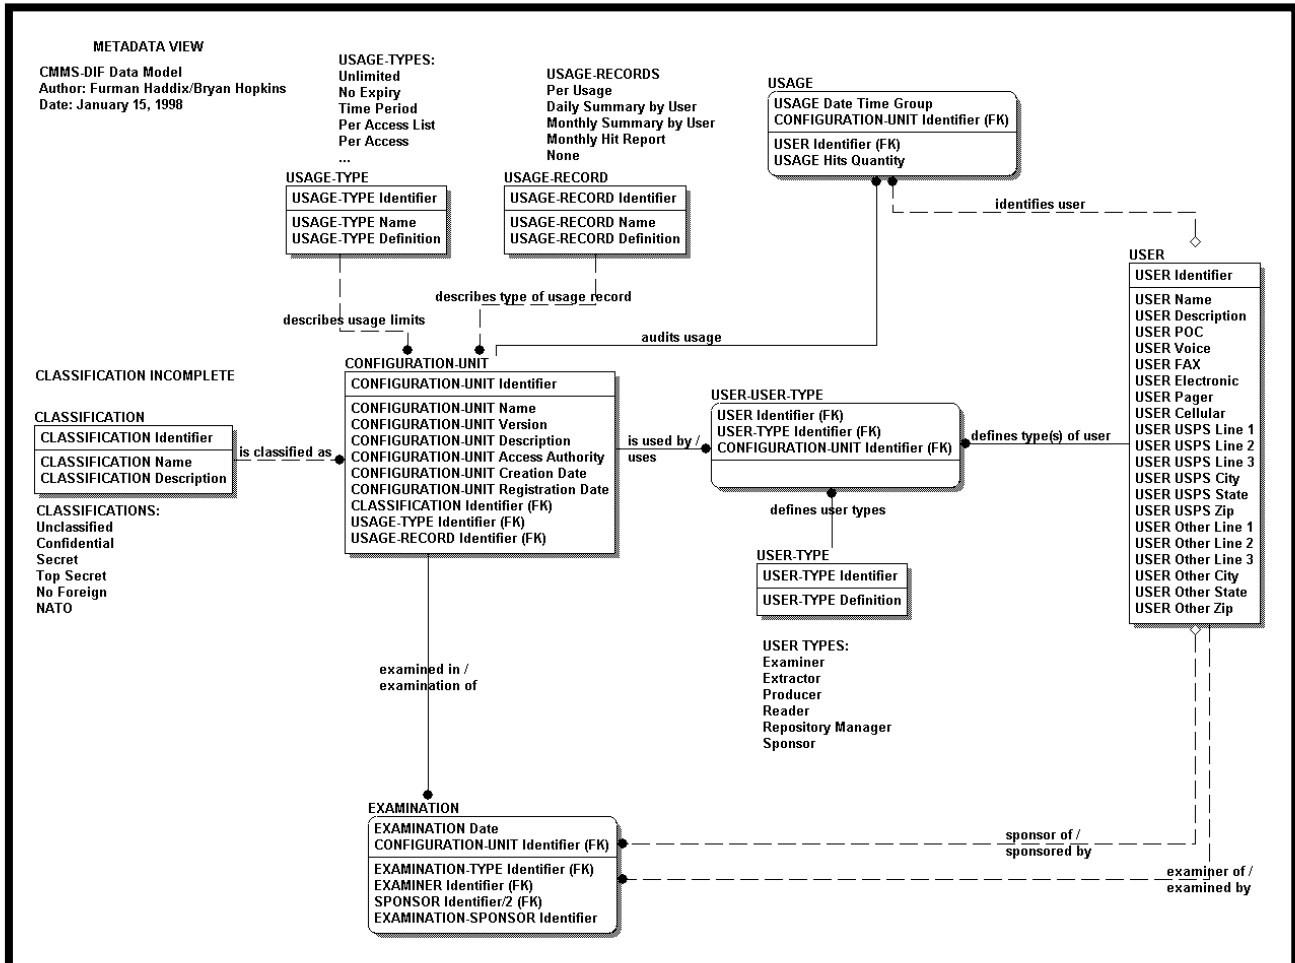 METADATA VIEW
CMMS-DIF Data Model
Author: Furman Haddix/Bryan Hopkins
Date: January 15, 1998
USAGE-TYPES:
Unlimited
No Expiry
Time Period
Per Access List
Per Access
...
USAGE-RECORDS
Per Usage
Daily Summary by User
Monthly Summary by User
Monthly Hit Report
None
USAGE
USAGE Date Time Group
CONFIGURATION-UNIT Identifier (FK)
USER Identifier (FK)
USAGE Hits Quantity
USAGE-TYPE
USAGE-TYPE Identifier
USAGE-TYPE Name
USAGE-TYPE Definition
USAGE-RECORD
USAGE-RECORD Identifier
USAGE-RECORD Name
USAGE-RECORD Definition
identifies user
describes type of usage record
describes usage limits
audits usage
USER
USER Identifier
USER Name
USER Description
USER POC
USER Voice
USER FAX
USER Electronic
USER Pager
USER Cellular
USER USPS Line 1
USER USPS Line 2
USER USPS Line 3
USER USPS City
USER USPS State
USER USPS Zip
USER Other Line 1
USER Other Line 2
USER Other Line 3
USER Other City
USER Other State
USER Other Zip
CLASSIFICATION INCOMPLETE
CLASSIFICATION
CLASSIFICATION Identifier
CLASSIFICATION Name
CLASSIFICATION Description
CLASSIFICATIONS:
Unclassified
Confidential
Secret
Top Secret
No Foreign
NATO
is classified as
CONFIGURATION-UNIT
CONFIGURATION-UNIT Identifier
CONFIGURATION-UNIT Name
CONFIGURATION-UNIT Version
CONFIGURATION-UNIT Description
CONFIGURATION-UNIT Access Authority
CONFIGURATION-UNIT Creation Date
CONFIGURATION-UNIT Registration Date
CLASSIFICATION Identifier (FK)
USAGE-TYPE Identifier (FK)
USAGE-RECORD Identifier (FK)
is used by /
uses
USER-USER-TYPE
USER Identifier (FK)
USER-TYPE Identifier (FK)
CONFIGURATION-UNIT Identifier (FK)
defines type(s) of user
defines user types
USER-TYPE
USER-TYPE Identifier
USER-TYPE Definition
USER TYPES:
Examiner
Extractor
Producer
Reader
Repository Manager
Sponsor
examined in /
examination of
EXAMINATION
EXAMINATION Date
CONFIGURATION-UNIT Identifier (FK)
EXAMINATION-TYPE Identifier (FK)
EXAMINER Identifier (FK)
SPONSOR Identifier/2 (FK)
EXAMINATION-SPONSOR Identifier
sponsor of /
sponsored by
examiner of /
examined by